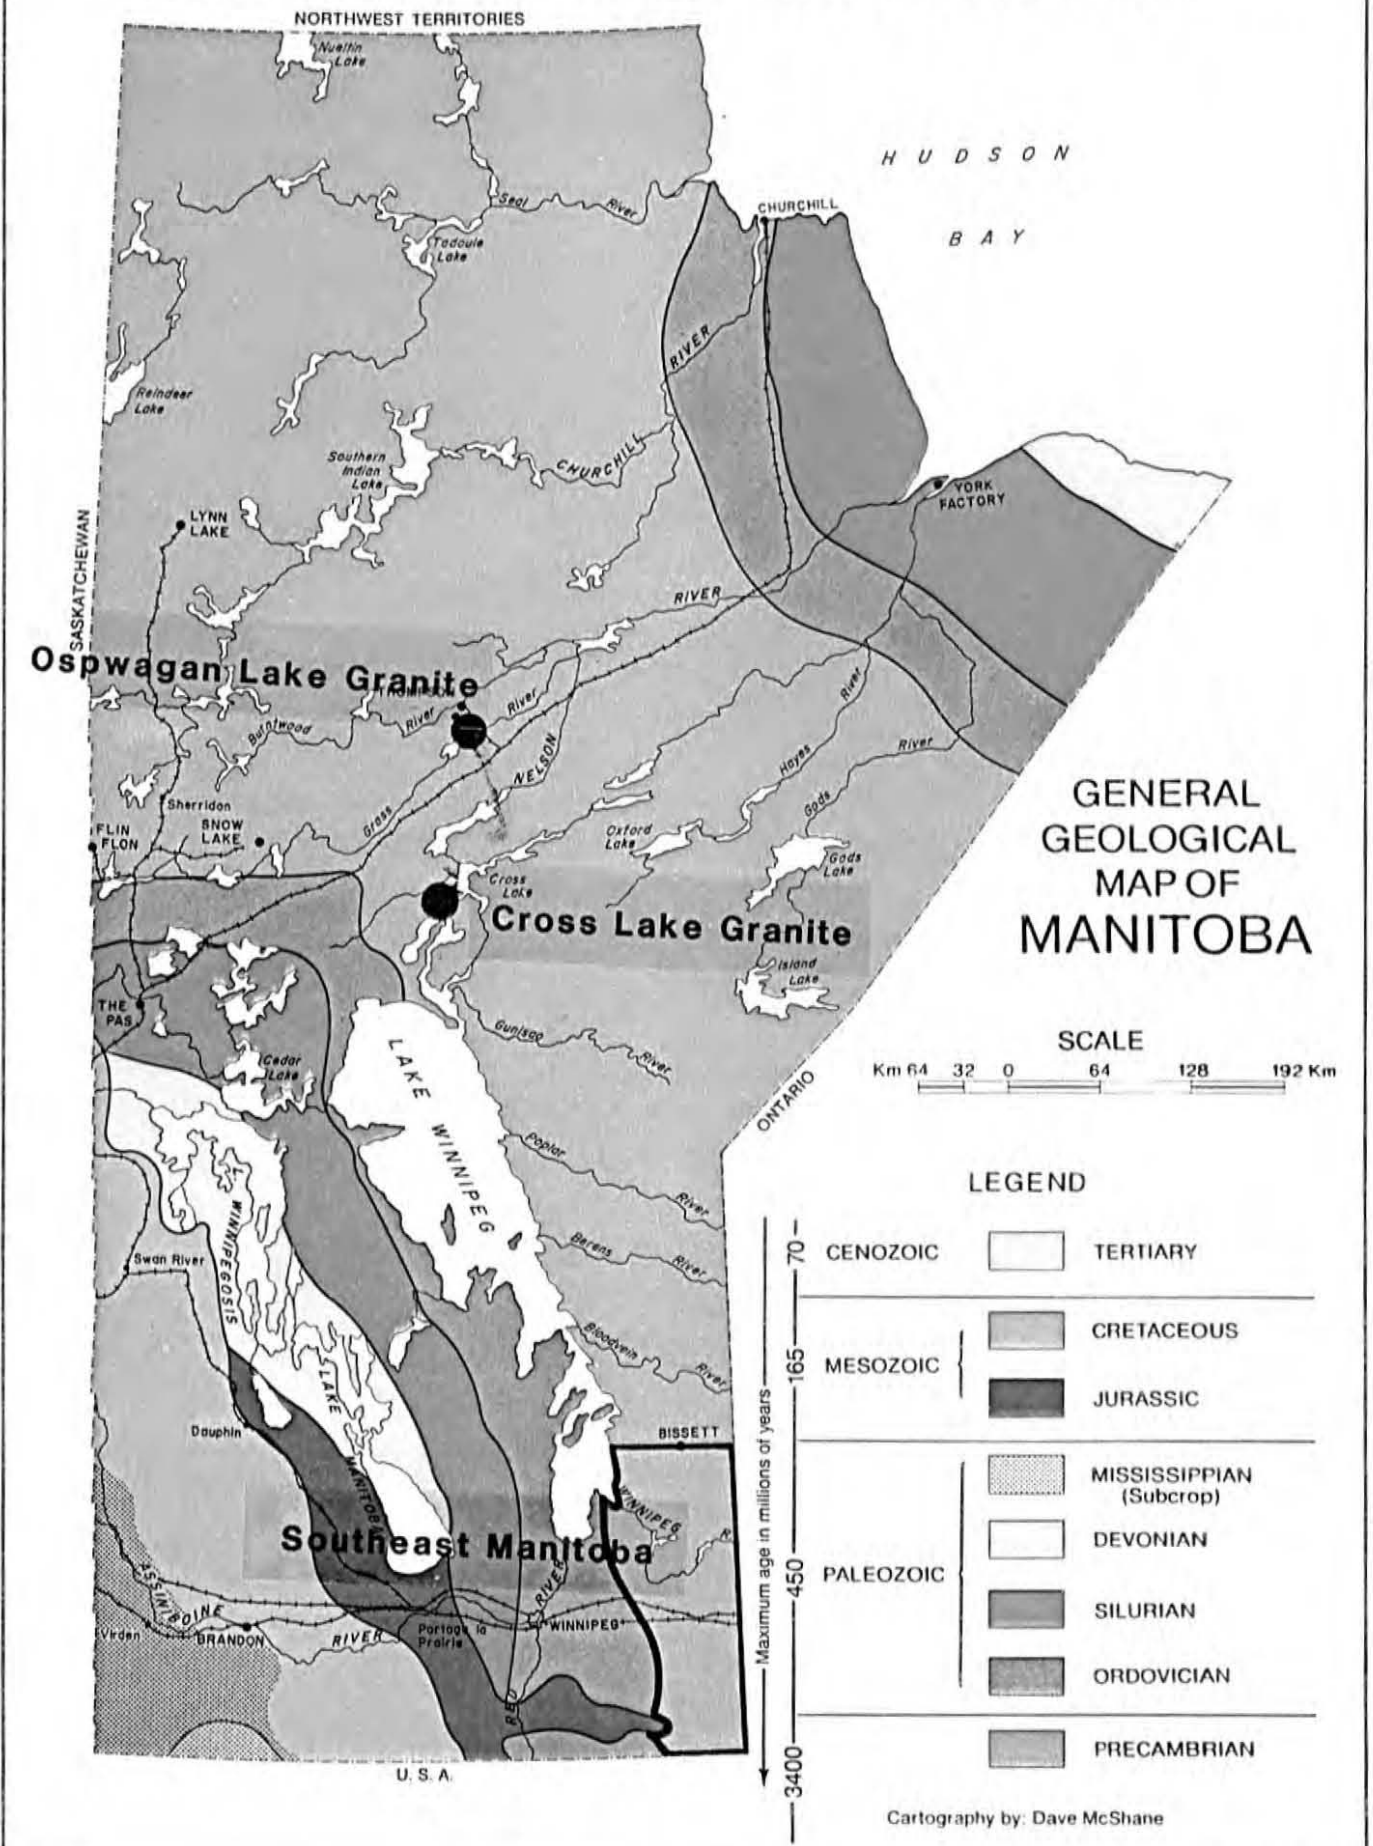 NORTHWEST TERRITORIES
Nueltin
Lake
HUDSON
BAY
Seal River
CHURCHILL
Tadoule
Lake
RIVER
Reindeer
Lake
Southern
Indian
Lake
CHURCHILL
YORK
FACTORY
LYNN
LAKE
SASKATCHEWAN
RIVER
Ospwagan Lake Granite
THOMPSON
River
River
Burntwood
River
NELSON
Hayes
River
Gods
Sherridon
SNOW
LAKE
Grass
FLIN
FLON
Oxford
Lake
Gods
Lake
Cross
Lake
Cross Lake Granite
Island
Lake
THE
PAS
Gunisao
River
Cedar
Lake
LAKE WINNIPEG
ONTARIO
Poplar
River
L. WINNIPEGOSIS
Swan River
Berens
River
Bloodvein
River
LAKE
MANITOBA
Dauphin
BISSETT
WINNIPEG
R.
Southeast Manitoba
ASSINIBOINE
RIVER
Virden
BRANDON
RIVER
Portage la
Prairie
WINNIPEG
RED
U. S. A.
GENERAL
GEOLOGICAL
MAP OF
MANITOBA
SCALE
Km 64 32 0 64 128 192 Km
LEGEND
CENOZOIC
TERTIARY
MESOZOIC
CRETACEOUS
JURASSIC
PALEOZOIC
MISSISSIPPIAN
(Subcrop)
DEVONIAN
SILURIAN
ORDOVICIAN
PRECAMBRIAN
Maximum age in millions of years
70
165
450
3400
Cartography by: Dave McShane